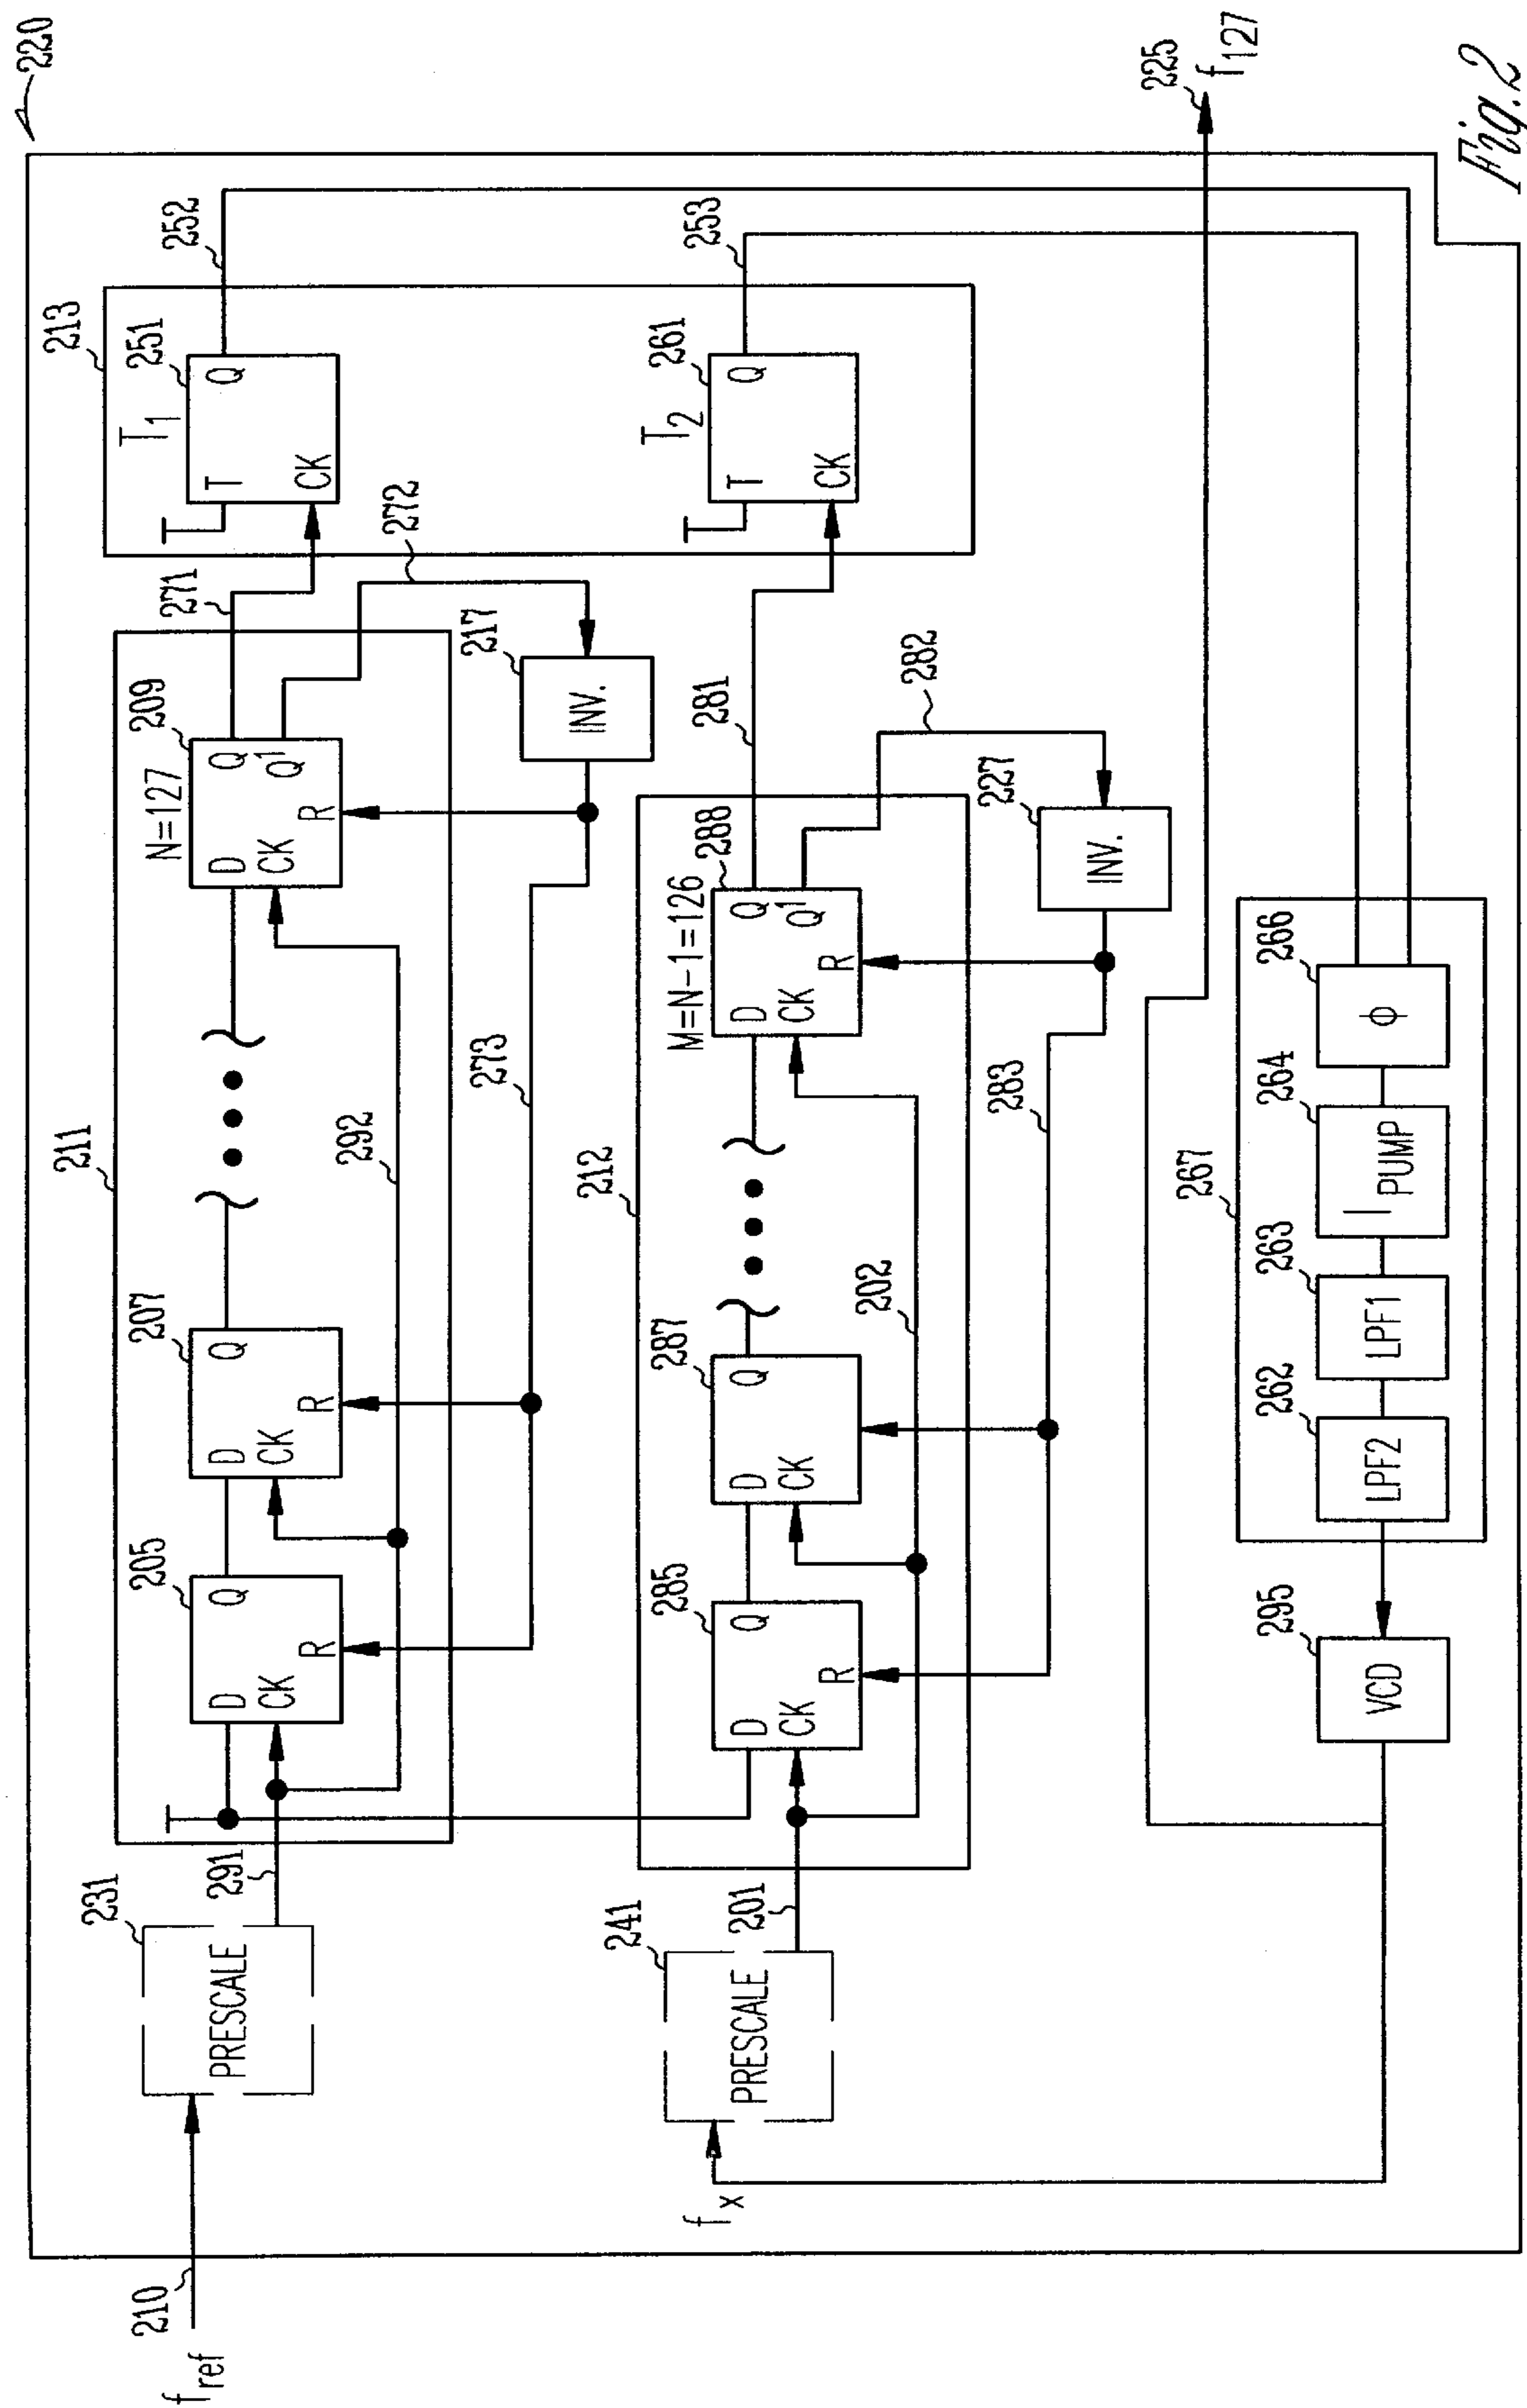 220
213
T1
251
T
Q
CK
252
T2
261
T
Q
CK
253
225
f127
211
205
D
Q
CK
R
207
D
Q
CK
R
N=127
209
D
Q
Q1
CK
R
271
272
292
273
217
INV.
212
285
D
Q
CK
R
287
D
Q
CK
M=N-1=126
288
D
Q
Q1
CK
R
281
282
202
283
227
INV.
fref
210
231
PRESCALE
291
fx
241
PRESCALE
201
295
VCD
267
262
LPF2
263
LPF1
264
IPUMP
266
ϕ
Fig.2